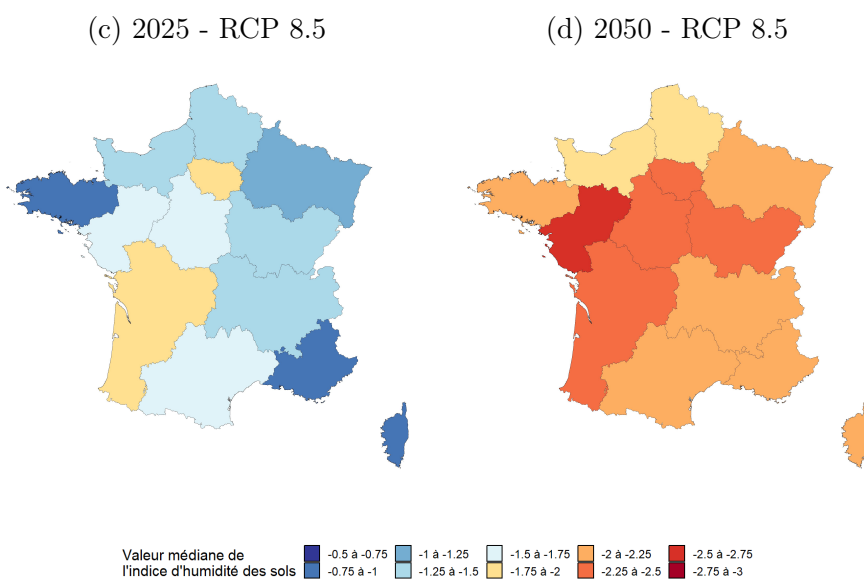 (c) 2025 - RCP 8.5
(d) 2050 - RCP 8.5
Valeur médiane de
l'indice d'humidité des sols
-0.5 à -0.75
-0.75 à -1
-1 à -1.25
-1.25 à -1.5
-1.5 à -1.75
-1.75 à -2
-2 à -2.25
-2.25 à -2.5
-2.5 à -2.75
-2.75 à -3